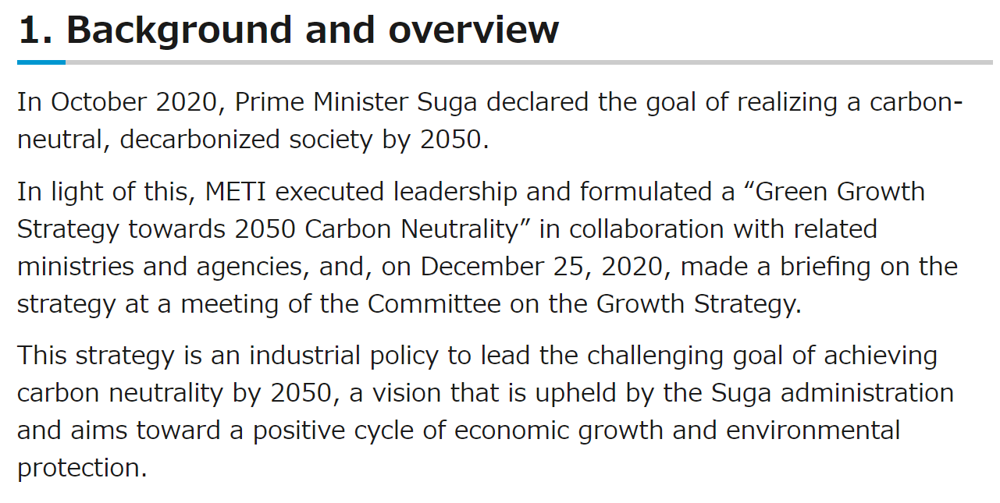 1. Background and overview
In October 2020, Prime Minister Suga declared the goal of realizing a carbon-
neutral, decarbonized society by 2050.
In light of this, METI executed leadership and formulated a “Green Growth
Strategy towards 2050 Carbon Neutrality” in collaboration with related
ministries and agencies, and, on December 25, 2020, made a briefing on the
strategy at a meeting of the Committee on the Growth Strategy.
This strategy is an industrial policy to lead the challenging goal of achieving
carbon neutrality by 2050, a vision that is upheld by the Suga administration
and aims toward a positive cycle of economic growth and environmental
protection.